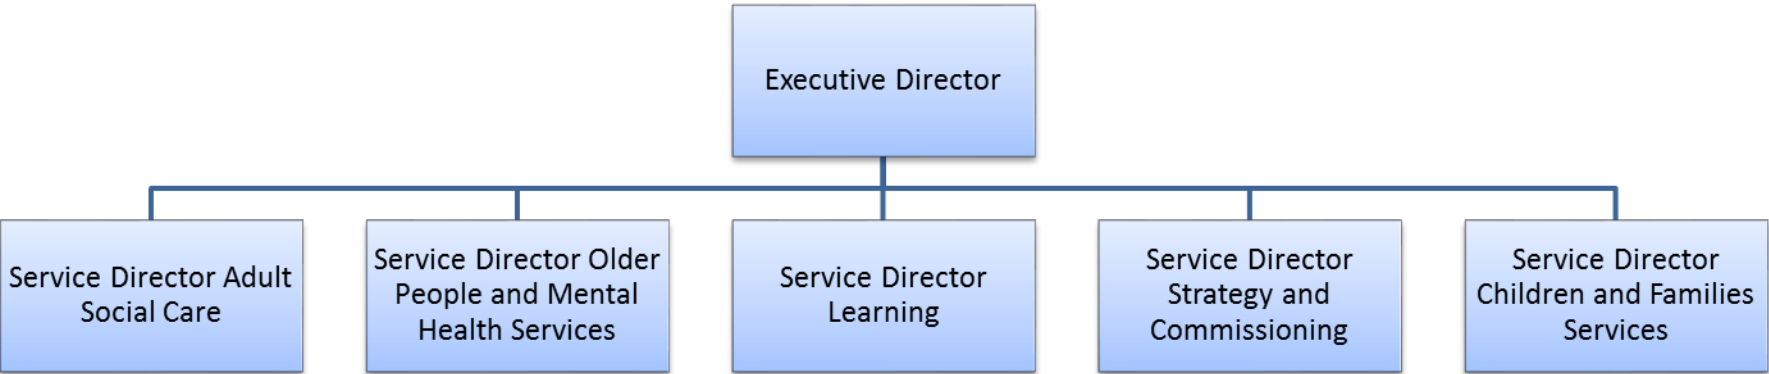 Executive Director
Service Director Adult
Social Care
Service Director Older
People and Mental
Health Services
Service Director
Learning
Service Director
Strategy and
Commissioning
Service Director
Children and Families
Services